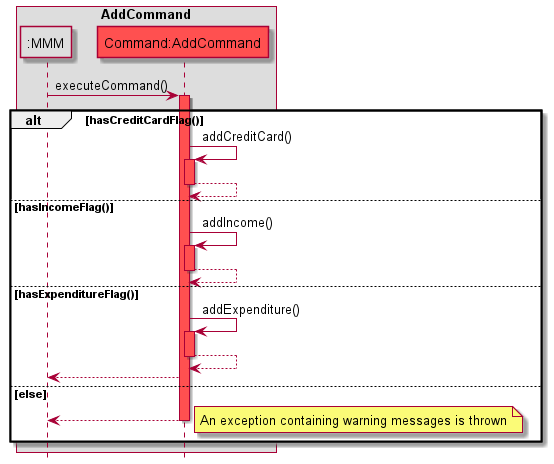 AddCommand
:MMM
Command:AddCommand
executeCommand()
alt
[hasCreditCardFlag()]
addCreditCard()
[hasIncomeFlag()]
addIncome()
[hasExpenditureFlag()]
addExpenditure()
[else]
An exception containing warning messages is thrown